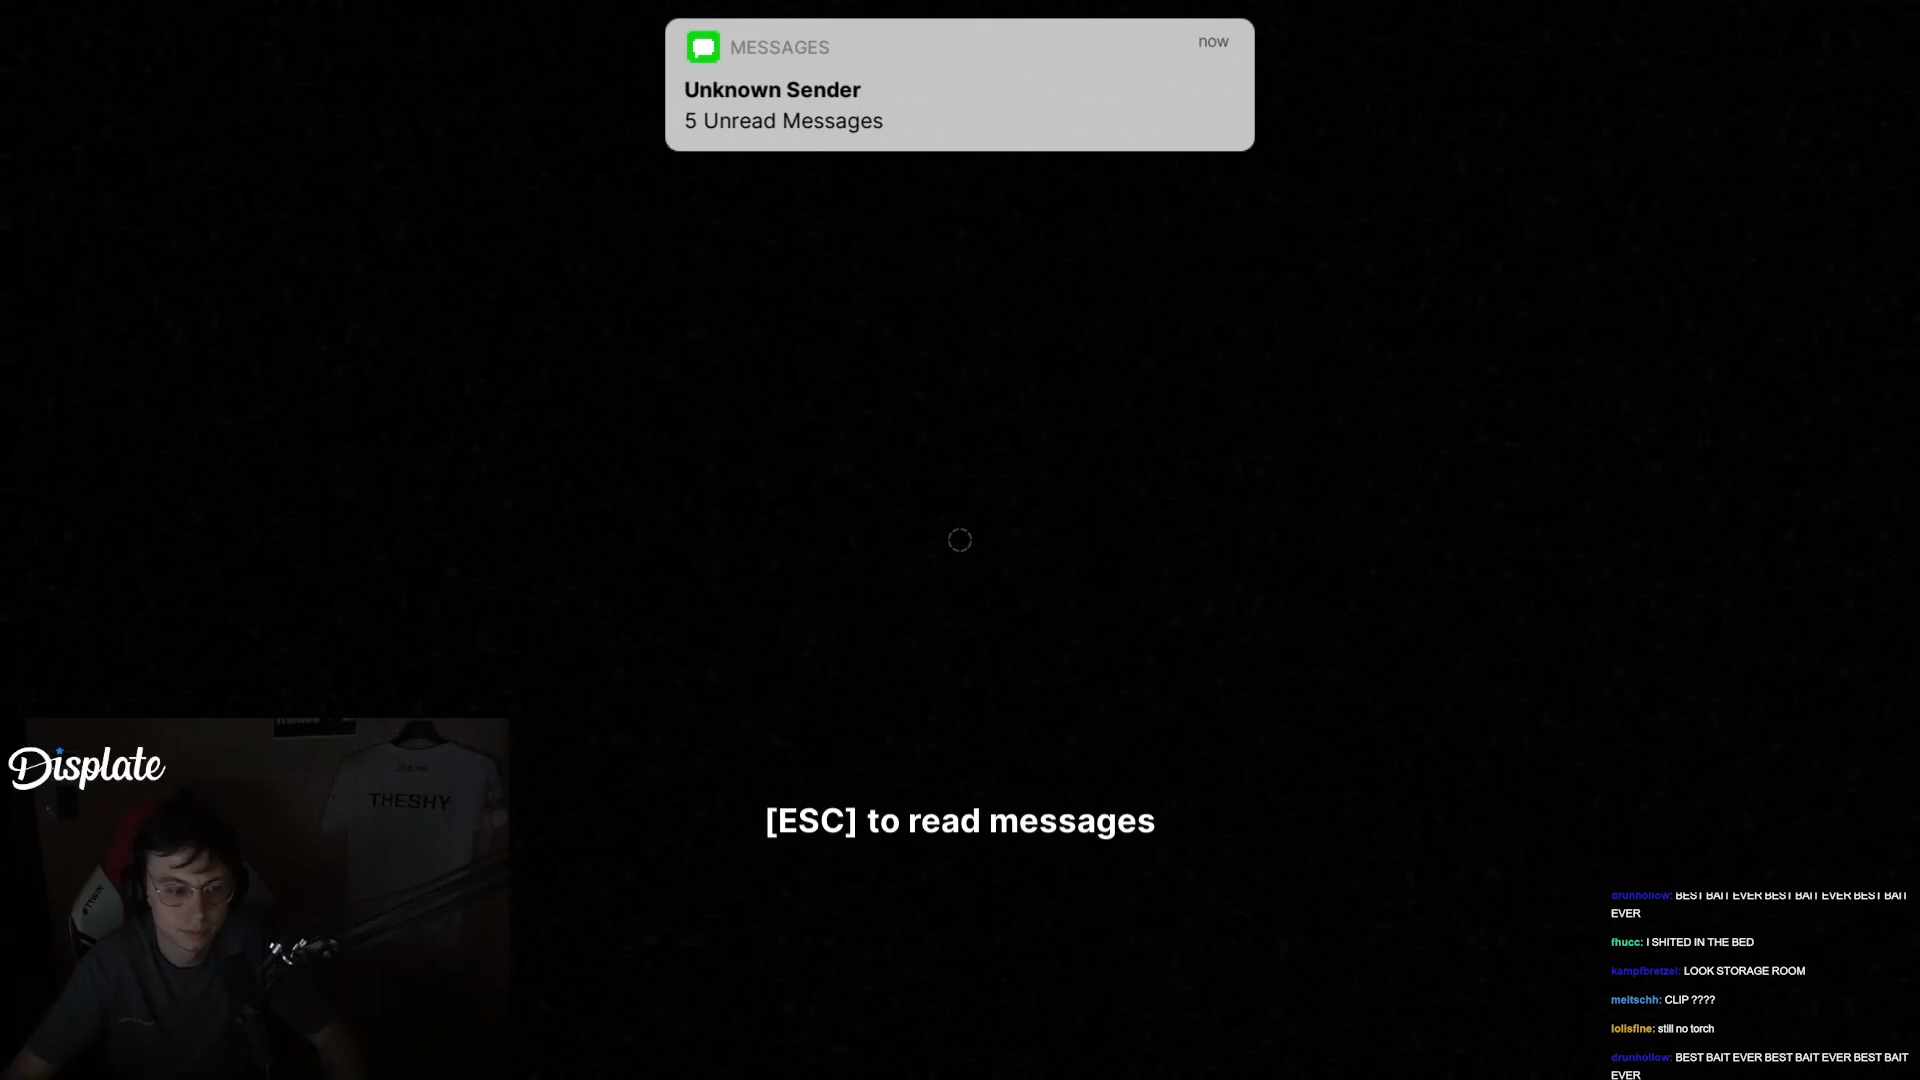 MESSAGES
now
Unknown Sender
5 Unread Messages
Displate
THESHY
[ESC] to read messages
drunhollow: BEST BAIT EVER BEST BAIT EVER BEST BAIT
EVER
fhucc: I SHITED IN THE BED
kampfbretzel: LOOK STORAGE ROOM
meltschh: CLIP ????
lolisfine: still no torch
drunhollow: BEST BAIT EVER BEST BAIT EVER BEST BAIT
EVER